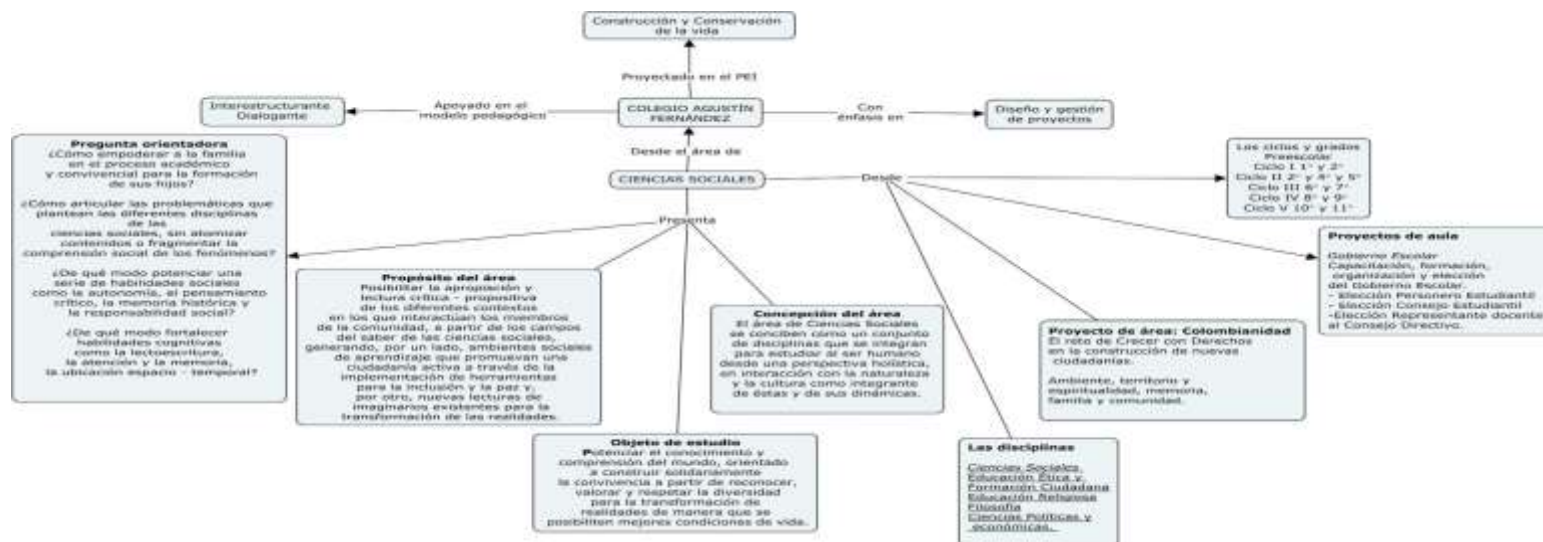 Construcción y Conservación
de la vida
Proyectado en el PEI
Interestructurante
Dialogante
Apoyado en el
modelo pedagógico
COLEGIO AGUSTÍN
FERNÁNDEZ
Con
énfasis en
Diseño y gestión
de proyectos
Desde el área de
CIENCIAS SOCIALES
Desde
Los ciclos y grados
Preescolar
Ciclo I 1° y 2°
Ciclo II 2° y 4° y 5°
Ciclo III 6° y 7°
Ciclo IV 8° y 9°
Ciclo V 10° y 11°
Presenta
Pregunta orientadora
¿Cómo empoderar a la familia
en el proceso académico
y convivencial para la formación
de sus hijos?
¿Cómo articular las problemáticas que
plantean las diferentes disciplinas
de las
ciencias sociales, sin atomizar
contenidos o fragmentar la
comprensión social de los fenómenos?
¿De qué modo potenciar una
serie de habilidades sociales
como la autonomía, el pensamiento
crítico, la memoria histórica y
la responsabilidad social?
¿De qué modo fortalecer
habilidades cognitivas
como la lectoescritura,
la atención y la memoria,
la ubicación espacio - temporal?
Propósito del área
Posibilitar la apropiación y
lectura crítica - propositiva
de los diferentes contextos
en los que interactúan los miembros
de la comunidad, a partir de los campos
del saber de las ciencias sociales,
generando, por un lado, ambientes sociales
de aprendizaje que promuevan una
ciudadanía activa a través de la
implementación de herramientas
para la inclusión y la paz y,
por otro, nuevas lecturas de
imaginarios existentes para la
transformación de las realidades.
Objeto de estudio
Potenciar el conocimiento y
comprensión del mundo, orientado
a construir solidariamente
la convivencia a partir de reconocer,
valorar y respetar la diversidad
para la transformación de
realidades de manera que se
posibiliten mejores condiciones de vida.
Concepción del área
El área de Ciencias Sociales
se conciben como un conjunto
de disciplinas que se integran
para estudiar al ser humano
desde una perspectiva holística,
en interacción con la naturaleza
y la cultura como integrante
de éstas y de sus dinámicas.
Las disciplinas
Ciencias Sociales
Educación Ética y
Formación Ciudadana
Educación Religiosa
Filosofía
Ciencias Políticas y
económicas.
Proyecto de área: Colombianidad
El reto de Crecer con Derechos
en la construcción de nuevas
ciudadanías.
Ambiente, territorio y
espiritualidad, memoria,
familia y comunidad.
Proyectos de aula
Gobierno Escolar
Capacitación, formación,
organización y elección
del Gobierno Escolar.
- Elección Personero Estudiantil
- Elección Consejo Estudiantil
-Elección Representante docente
al Consejo Directivo.